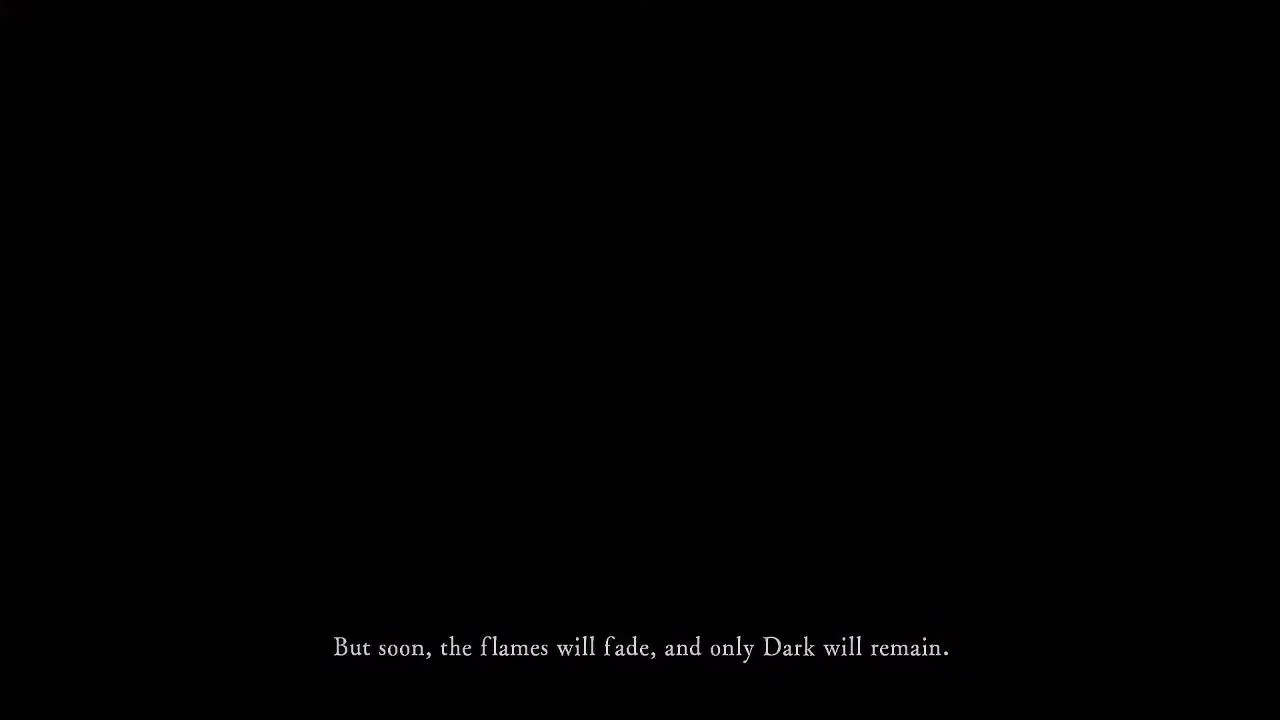 But soon, the flames will fade, and only Dark will remain.